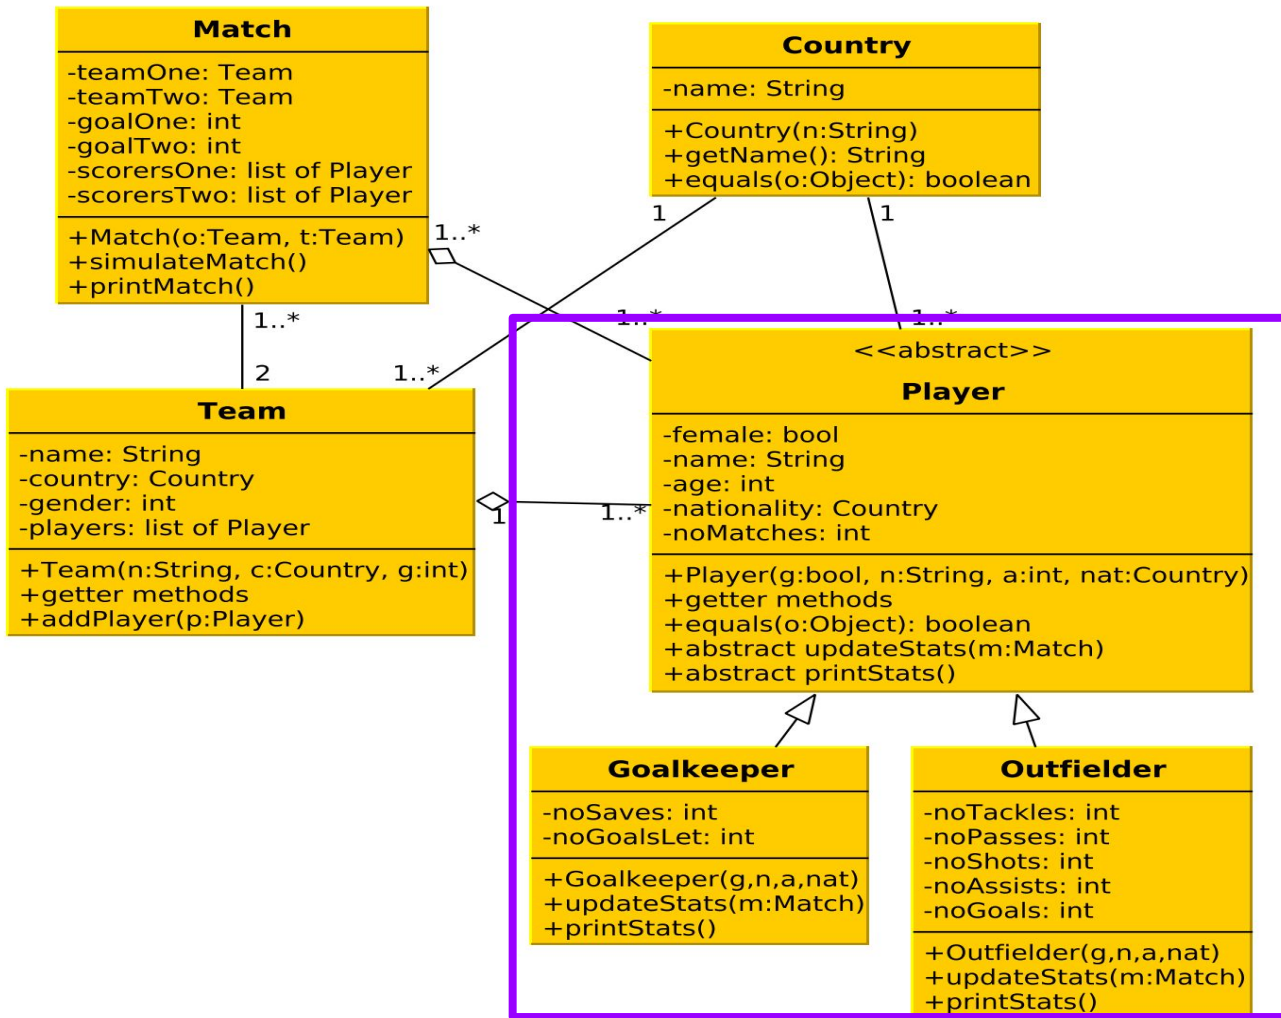 Match
-teamOne: Team
-teamTwo: Team
-goalOne: int
-goalTwo: int
-scorersOne: list of Player
-scorersTwo: list of Player
+Match(o:Team, t:Team)
+simulateMatch()
+printMatch()
Country
-name: String
+Country(n:String)
+getName(): String
+equals(o:Object): boolean
1
1
1..*
1..*
1..*
1..*
2
1..*
Team
-name: String
-country: Country
-gender: int
-players: list of Player
+Team(n:String, c:Country, g:int)
+getter methods
+addPlayer(p:Player)
1
1..*
<<abstract>>
Player
-female: bool
-name: String
-age: int
-nationality: Country
-noMatches: int
+Player(g:bool, n:String, a:int, nat:Country)
+getter methods
+equals(o:Object): boolean
+abstract updateStats(m:Match)
+abstract printStats()
Goalkeeper
-noSaves: int
-noGoalsLet: int
+Goalkeeper(g,n,a,nat)
+updateStats(m:Match)
+printStats()
Outfielder
-noTackles: int
-noPasses: int
-noShots: int
-noAssists: int
-noGoals: int
+Outfielder(g,n,a,nat)
+updateStats(m:Match)
+printStats()